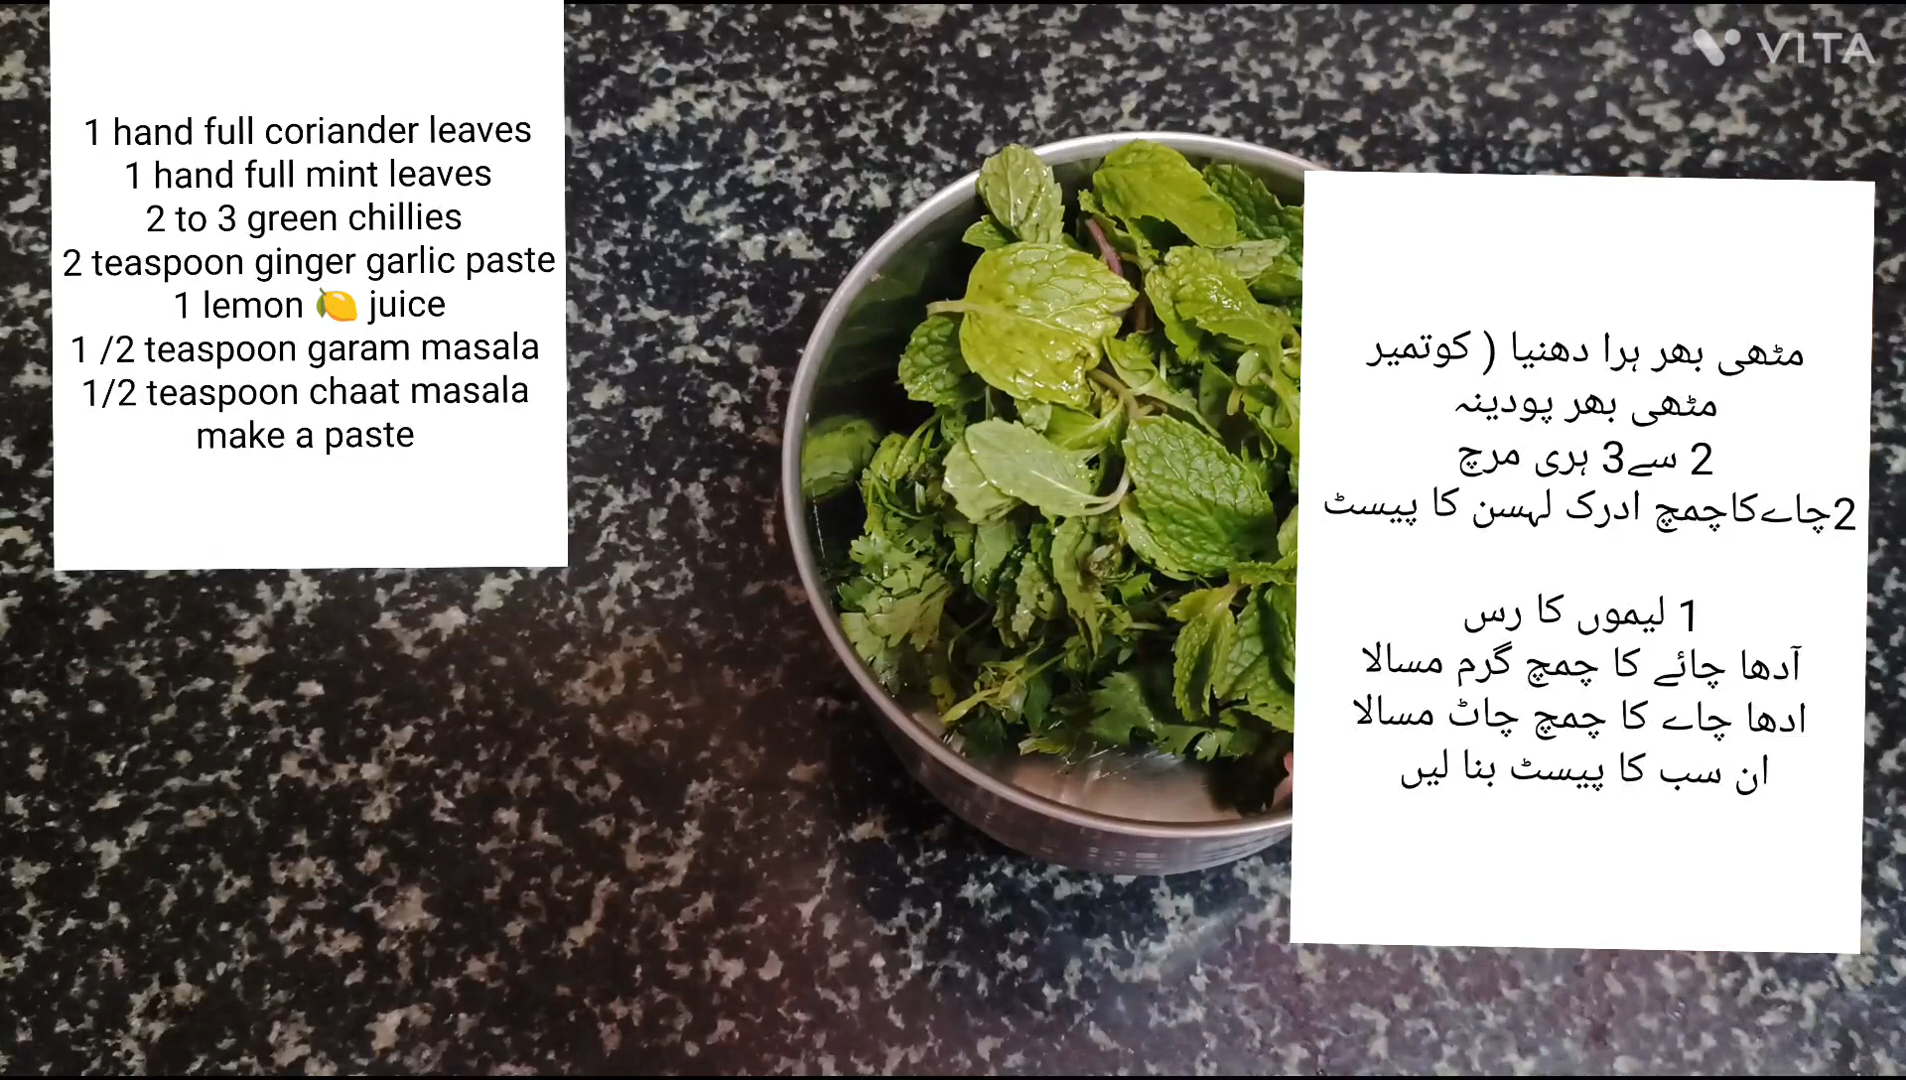 1 hand full coriander leaves
1 hand full mint leaves
2 to 3 green chillies
2 teaspoon ginger garlic paste
1 lemon 🍋 juice
1 /2 teaspoon garam masala
1/2 teaspoon chaat masala
make a paste
VITA
مٹھی بھر ہرا دھنیا ( کوتمیر
مٹھی بھر پودینہ
2 سے3 ہری مرچ
2چاےکاچمچ ادرک لہسن کا پیسٹ
1 لیموں کا رس
آدھا چائے کا چمچ گرم مسالا
ادھا چاے کا چمچ چاٹ مسالا
ان سب کا پیسٹ بنا لیں